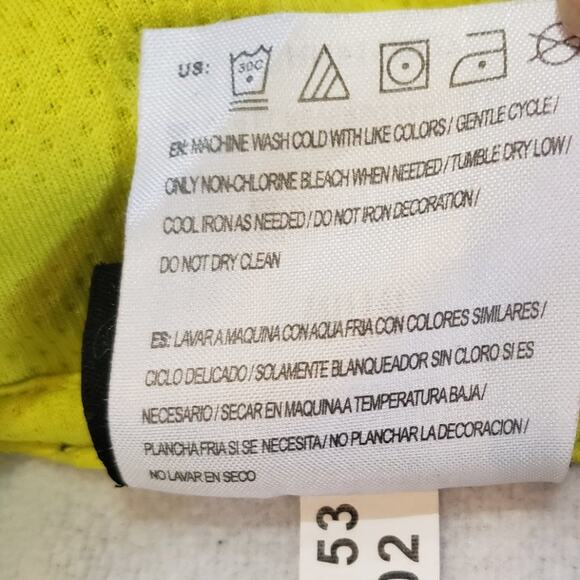 US: 30C
EN: MACHINE WASH COLD WITH LIKE COLORS / GENTLE CYCLE /
ONLY NON-CHLORINE BLEACH WHEN NEEDED / TUMBLE DRY LOW /
COOL IRON AS NEEDED / DO NOT IRON DECORATION /
DO NOT DRY CLEAN
ES: LAVAR A MAQUINA CON AQUA FRIA CON COLORES SIMILARES /
CICLO DELICADO / SOLAMENTE BLANQUEADOR SIN CLORO SI ES
NECESARIO / SECAR EN MAQUINA A TEMPERATURA BAJA /
PLANCHA FRIA SI SE NECESITA / NO PLANCHAR LA DECORACION /
NO LAVAR EN SECO
53
02